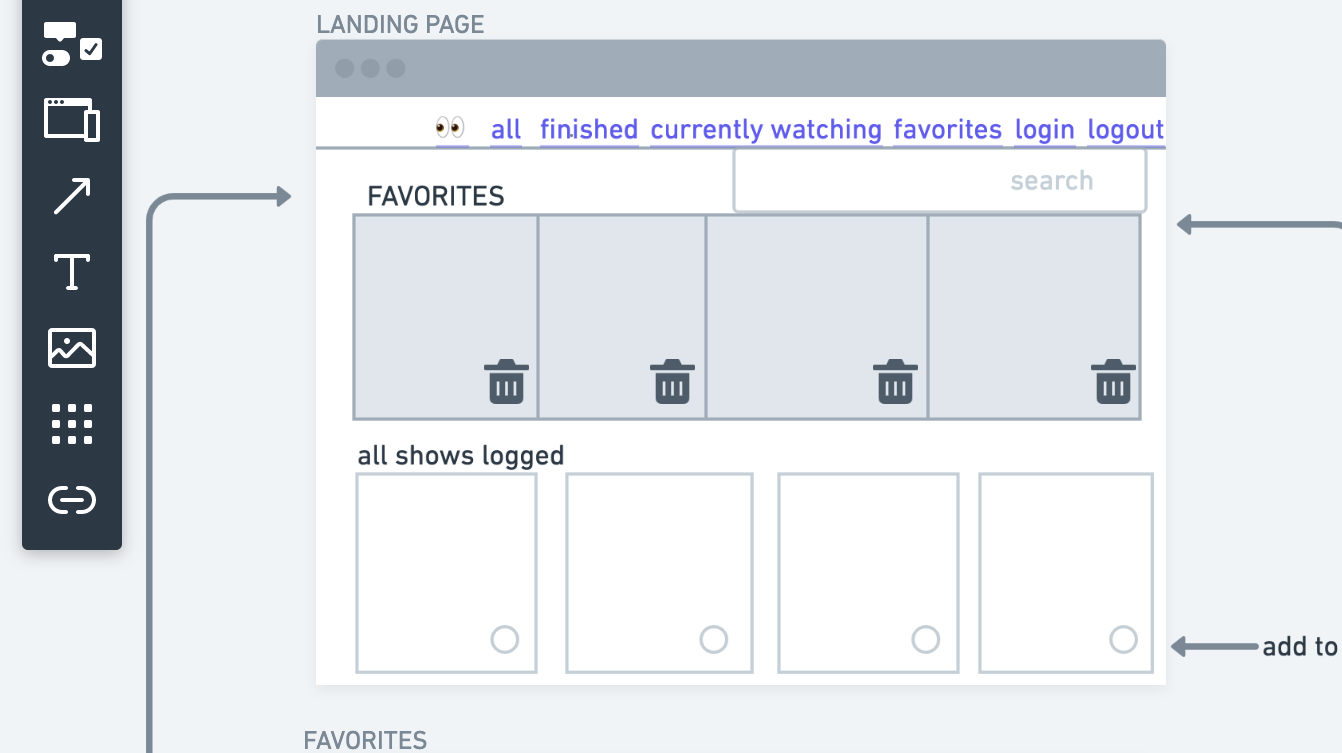 LANDING PAGE
👀 all finished currently watching favorites login logout
search
FAVORITES
all shows logged
add to
FAVORITES